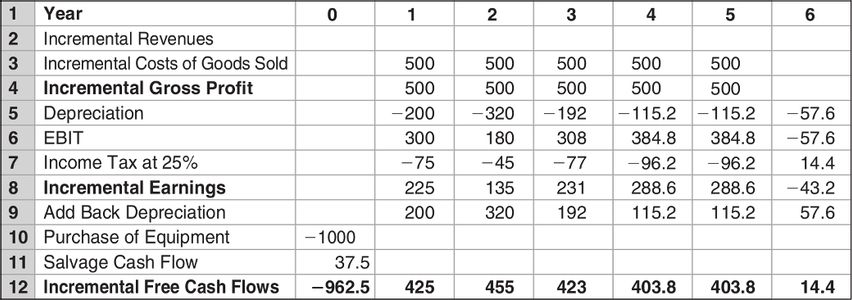 1 Year 0 1 2 3 4 5 6
2 Incremental Revenues
3 Incremental Costs of Goods Sold 500 500 500 500 500
4 Incremental Gross Profit 500 500 500 500 500
5 Depreciation −200 −320 −192 −115.2 −115.2 −57.6
6 EBIT 300 180 308 384.8 384.8 −57.6
7 Income Tax at 25% −75 −45 −77 −96.2 −96.2 14.4
8 Incremental Earnings 225 135 231 288.6 288.6 −43.2
9 Add Back Depreciation 200 320 192 115.2 115.2 57.6
10 Purchase of Equipment −1000
11 Salvage Cash Flow 37.5
12 Incremental Free Cash Flows −962.5 425 455 423 403.8 403.8 14.4